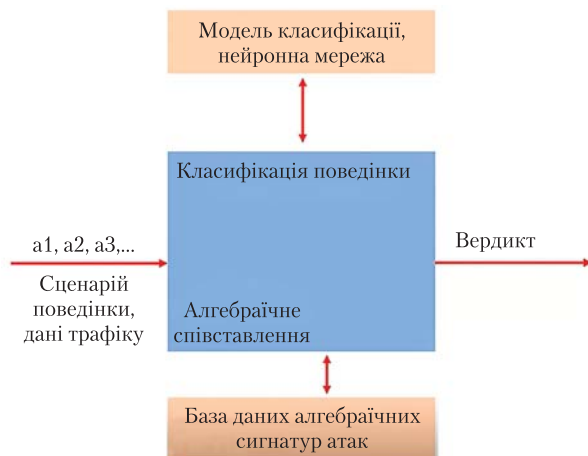 Модель класифікації,
нейронна мережа
Класифікація поведінки
a1, a2, a3,...
Сценарій
поведінки,
дані трафіку
Вердикт
Алгебраїчне
співставлення
База даних алгебраїчних
сигнатур атак